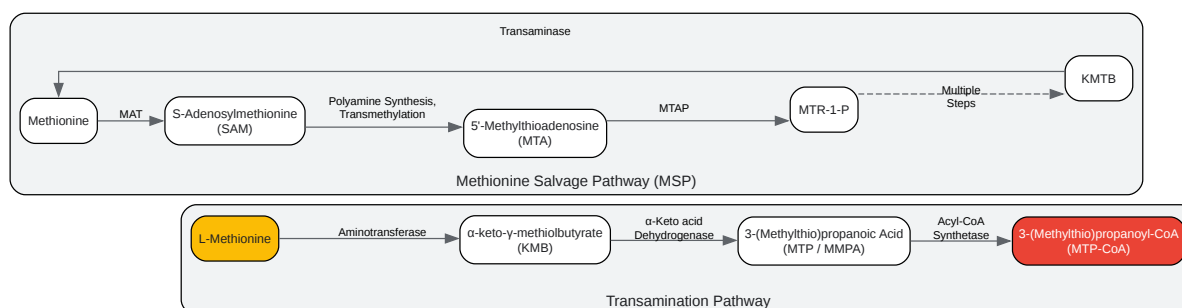 Transaminase
KMTB
Methionine
MAT
S-Adenosylmethionine
(SAM)
Polyamine Synthesis,
Transmethylation
5'-Methylthioadenosine
(MTA)
MTAP
MTR-1-P
Multiple
Steps
Methionine Salvage Pathway (MSP)
L-Methionine
Aminotransferase
α-keto-γ-methiolbutyrate
(KMB)
α-Keto acid
Dehydrogenase
3-(Methylthio)propanoic Acid
(MTP / MMPA)
Acyl-CoA
Synthetase
3-(Methylthio)propanoyl-CoA
(MTP-CoA)
Transamination Pathway